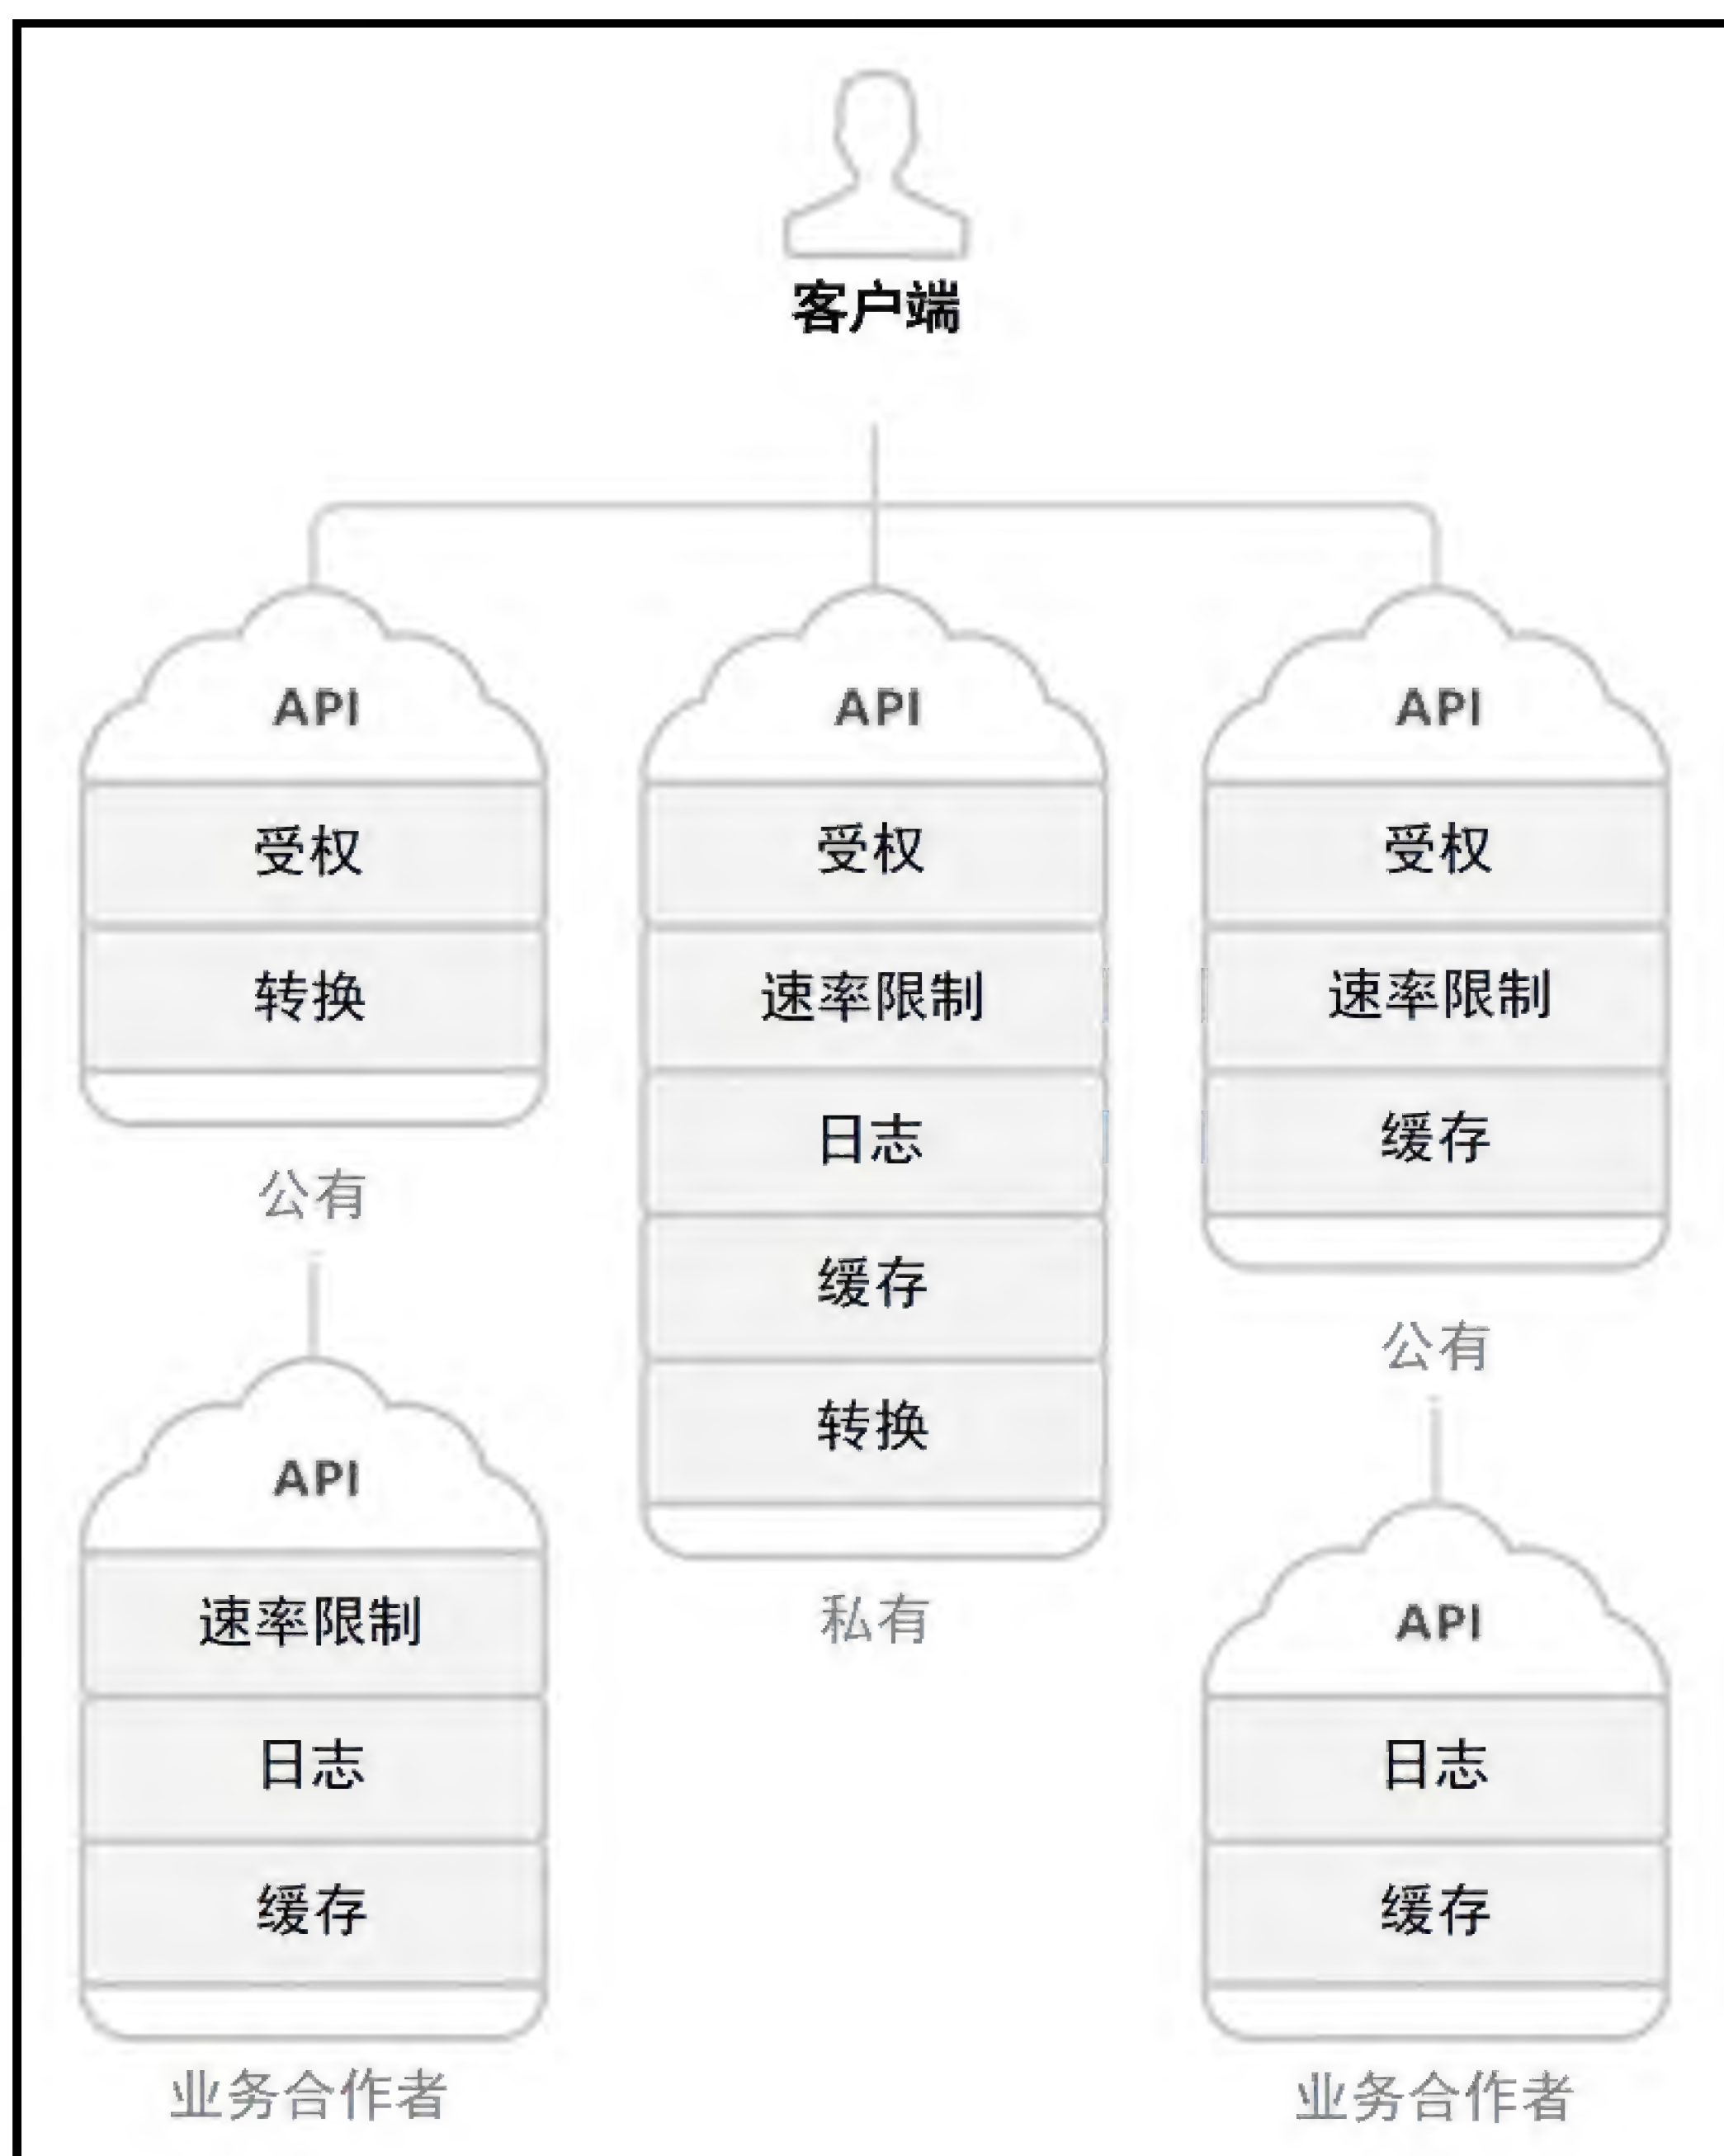 客户端
API
受权
转换
公有
API
速率限制
日志
缓存
业务合作者
API
受权
速率限制
日志
缓存
转换
私有
API
受权
速率限制
缓存
公有
API
日志
缓存
业务合作者